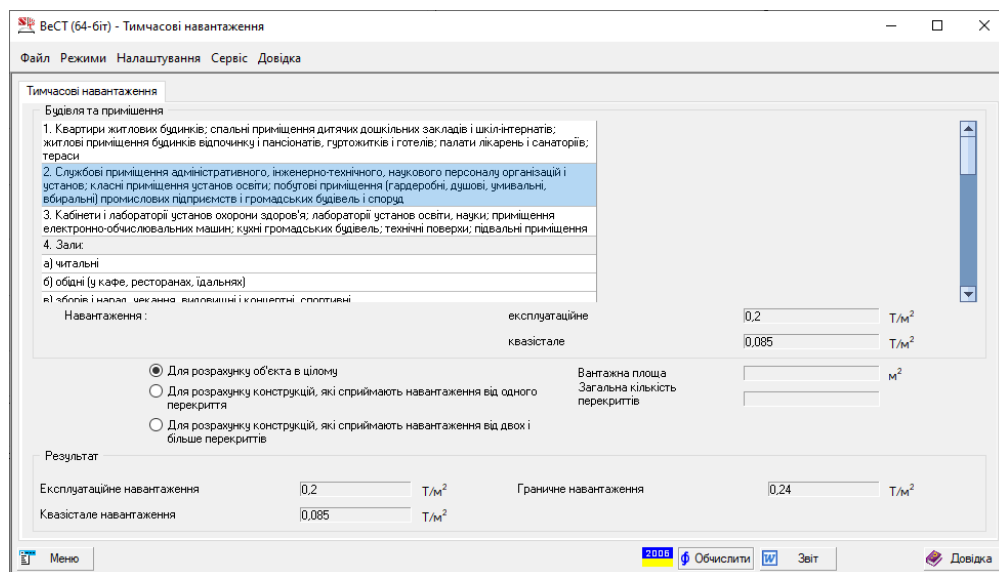 ВеСТ (64-біт) - Тимчасові навантаження
Файл Режими Налаштування Сервіс Довідка
Тимчасові навантаження
Будівля та примішення
1. Квартири житлових будинків; спальні приміщення дитячих дошкільних закладів і шкіл-інтернатів;
житлові приміщення будинків відпочинку і пансіонатів, гуртожитків і готелів; палати лікарень і санаторіїв;
тераси
2. Службові приміщення адміністративного, інженерно-технічного, наукового персоналу організацій і
установ; класні приміщення установ освіти; побутові приміщення (гардеробні, душові, умивальні,
вбиральні) промислових підприємств і громадських будівель і споруд
3. Кабінети і лабораторії установ охорони здоров'я; лабораторії установ освіти, науки; приміщення
електронно-обчислювальних машин; кухні громадських будівель; технічні поверхи; підвальні приміщення
4. Зали:
а) читальні
б) обідні (у кафе, ресторанах, їдальнях)
в) зборів і нарад, чекання, видовищні і концертні, спортивні
Навантаження : експлуатаційне 0,2 Т/м²
квазістале 0,085 Т/м²
Для розрахунку об'єкта в цілому
Для розрахунку конструкцій, які сприймають навантаження від одного
перекриття
Для розрахунку конструкцій, які сприймають навантаження від двох і
більше перекриттів
Вантажна площа м²
Загальна кількість
перекриттів
Результат
Експлуатаційне навантаження 0,2 Т/м² Граничне навантаження 0,24 Т/м²
Квазістале навантаження 0,085 Т/м²
Меню 2006 Обчислити Звіт Довідка